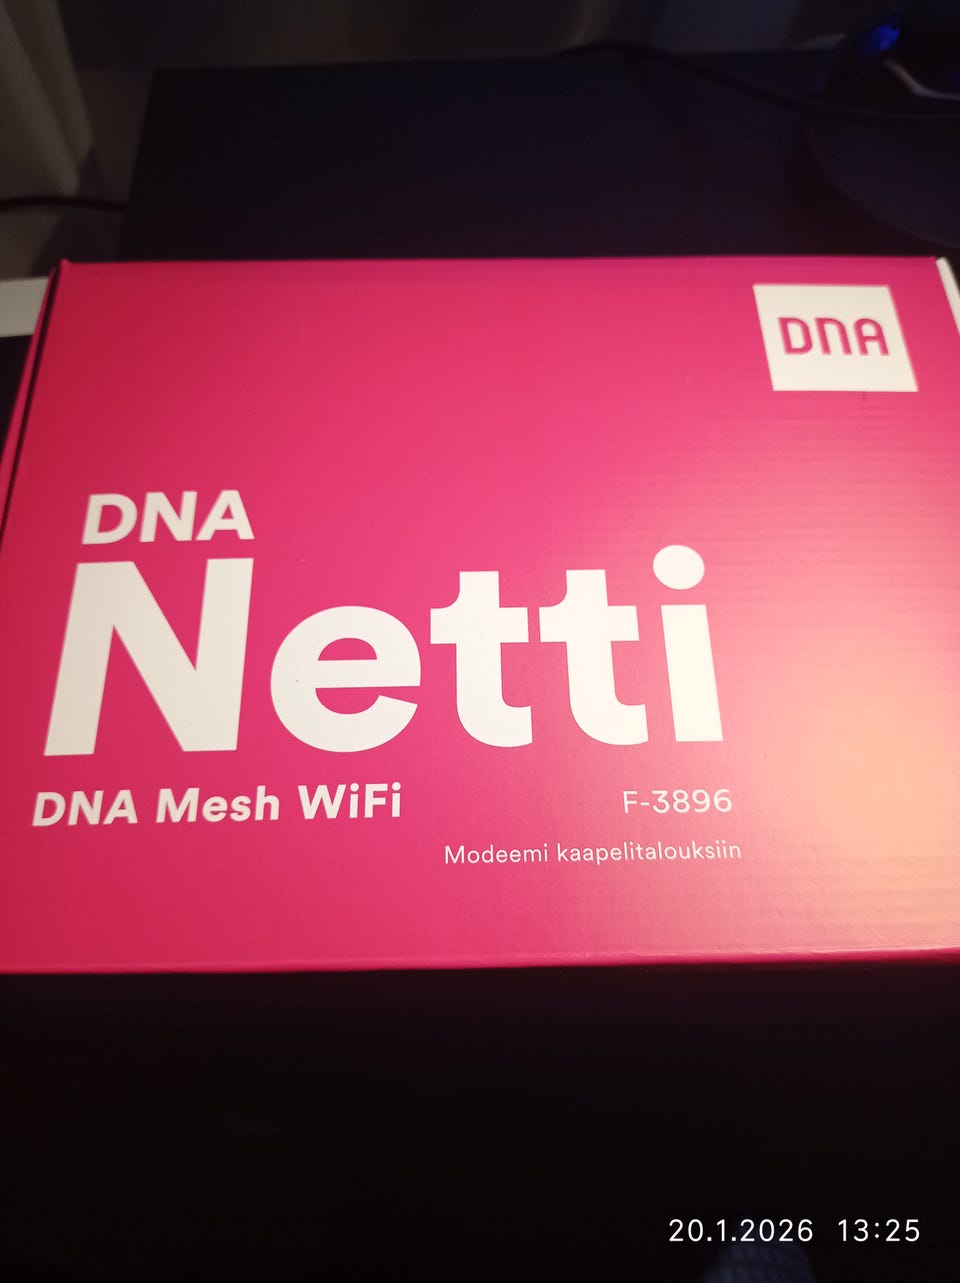 DNA
DNA
Netti
DNA Mesh WiFi
F-3896
Modeemi kaapelitalouksiin
20.1.2026 13:25